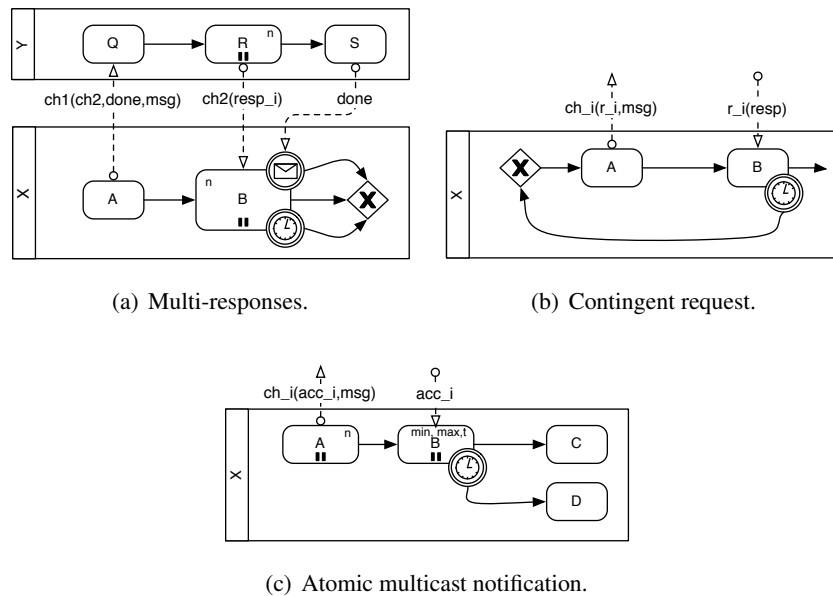 Y
Q
R
n
S
ch1(ch2,done,msg)
ch2(resp_i)
done
X
A
n
B
(a) Multi-responses.
ch_i(r_i,msg)
r_i(resp)
X
A
B
(b) Contingent request.
ch_i(acc_i,msg)
acc_i
X
A
n
min, max,t
B
C
D
(c) Atomic multicast notification.